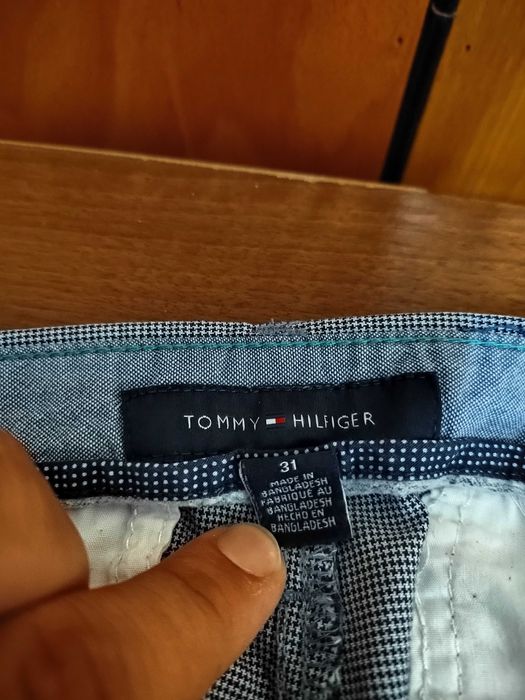 TOMMY HILFIGER
31
MADE IN
BANGLADESH
FABRIQUE AU
BANGLADESH
HECHO EN
BANGLADESH